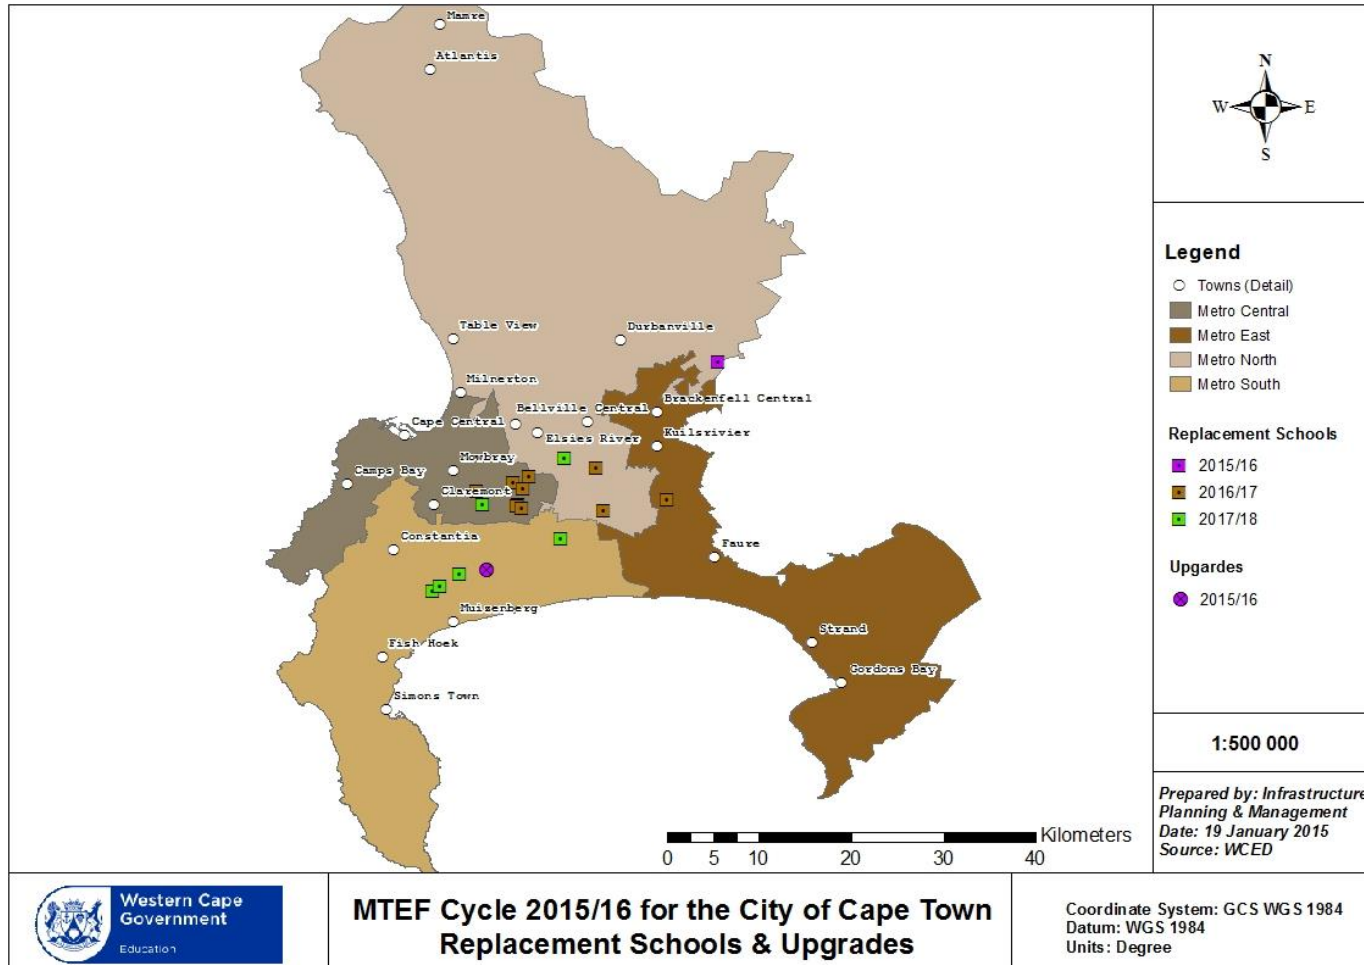 Mamre
Atlantis
Table View
Durbanville
Milnerton
Brackenfell Central
Bellville Central
Cape Central
Elsies River
Kuilsrivier
Mowbray
Camps Bay
Claremont
Constantia
Faure
Muizenberg
Strand
Fish Hoek
Gordons Bay
Simons Town
N
W E
S
Legend
Towns (Detail)
Metro Central
Metro East
Metro North
Metro South
Replacement Schools
2015/16
2016/17
2017/18
Upgardes
2015/16
1:500 000
Prepared by: Infrastructure
Planning & Management
Date: 19 January 2015
Source: WCED
Kilometers
0 5 10 20 30 40
Western Cape
Government
Education
MTEF Cycle 2015/16 for the City of Cape Town
Replacement Schools & Upgrades
Coordinate System: GCS WGS 1984
Datum: WGS 1984
Units: Degree